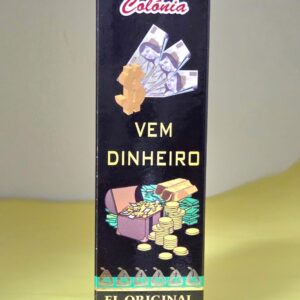 Colônia
VEM
DINHEIRO
EL ORIGINAL